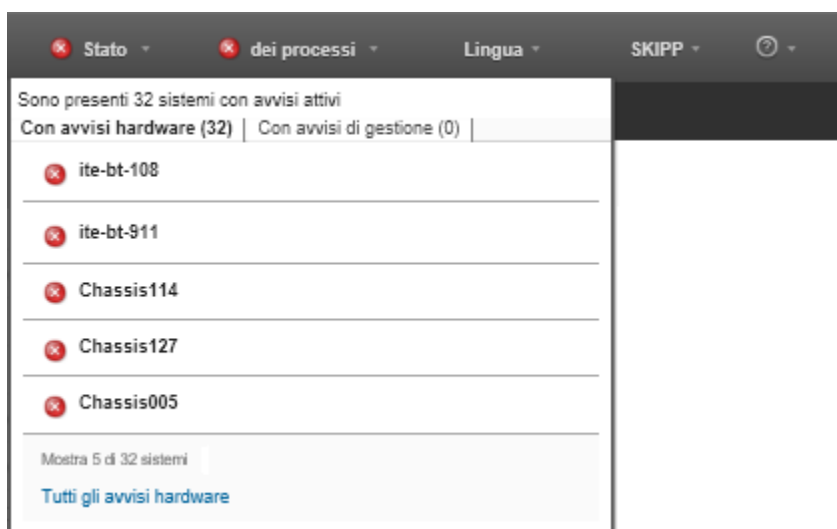 Stato dei processi Lingua SKIPP
Sono presenti 32 sistemi con avvisi attivi
Con avvisi hardware (32) | Con avvisi di gestione (0) |
ite-bt-108
ite-bt-911
Chassis114
Chassis127
Chassis005
Mostra 5 di 32 sistemi
Tutti gli avvisi hardware